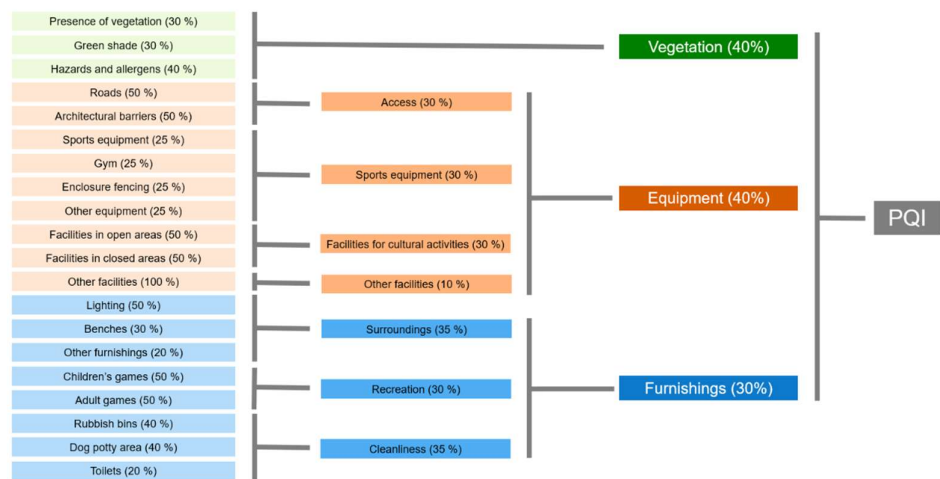 Presence of vegetation (30 %)
Green shade (30 %)
Hazards and allergens (40 %)
Roads (50 %)
Architectural barriers (50 %)
Sports equipment (25 %)
Gym (25 %)
Enclosure fencing (25 %)
Other equipment (25 %)
Facilities in open areas (50 %)
Facilities in closed areas (50 %)
Other facilities (100 %)
Lighting (50 %)
Benches (30 %)
Other furnishings (20 %)
Children's games (50 %)
Adult games (50 %)
Rubbish bins (40 %)
Dog potty area (40 %)
Toilets (20 %)
Access (30 %)
Sports equipment (30 %)
Facilities for cultural activities (30 %)
Other facilities (10 %)
Surroundings (35 %)
Recreation (30 %)
Cleanliness (35 %)
Vegetation (40%)
Equipment (40%)
Furnishings (30%)
PQI